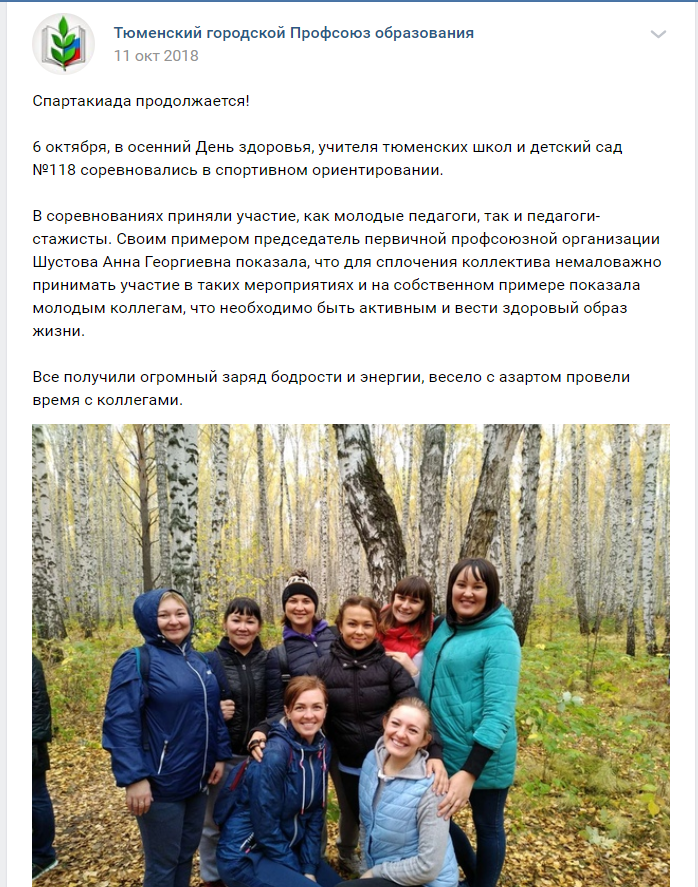 Тюменский городской Профсоюз образования
11 окт 2018
Спартакиада продолжается!
6 октября, в осенний День здоровья, учителя тюменских школ и детский сад
№118 соревновались в спортивном ориентировании.
В соревнованиях приняли участие, как молодые педагоги, так и педагоги-
стажисты. Своим примером председатель первичной профсоюзной организации
Шустова Анна Георгиевна показала, что для сплочения коллектива немаловажно
принимать участие в таких мероприятиях и на собственном примере показала
молодым коллегам, что необходимо быть активным и вести здоровый образ
жизни.
Все получили огромный заряд бодрости и энергии, весело с азартом провели
время с коллегами.